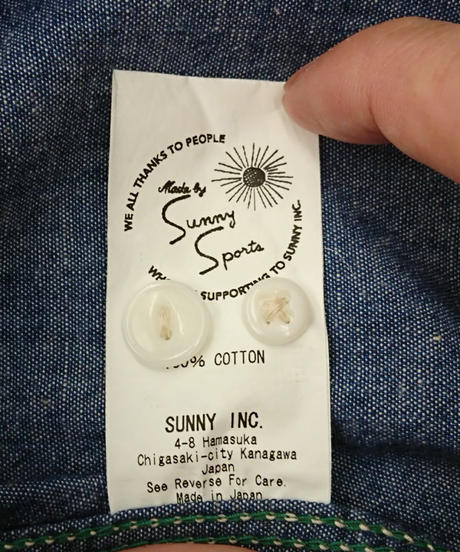 WE ALL THANKS TO PEOPLE
Made by
Sunny
Sports
SUPPORTING TO SUNNY INC.
% COTTON
SUNNY INC.
4-8 Hamasuka
Chigasaki-city Kanagawa
Japan
See Reverse For Care.
Made in Japan